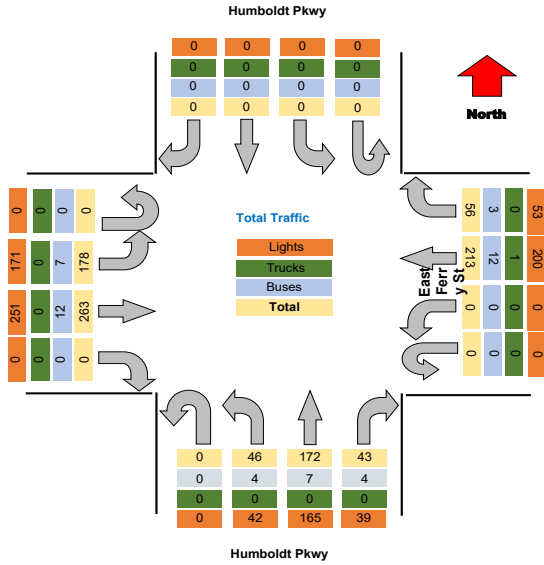 Humboldt Pkwy
0 0 0 0
0 0 0 0
0 0 0 0
0 0 0 0
North
0 0 0 0
171 0 7 178
251 0 12 263
0 0 0 0
Total Traffic
Lights
Trucks
Buses
Total
56 3 0 53
213 12 1 200
0 0 0 0
0 0 0 0
East
Ferr
y St
0 46 172 43
0 4 7 4
0 0 0 0
0 42 165 39
Humboldt Pkwy